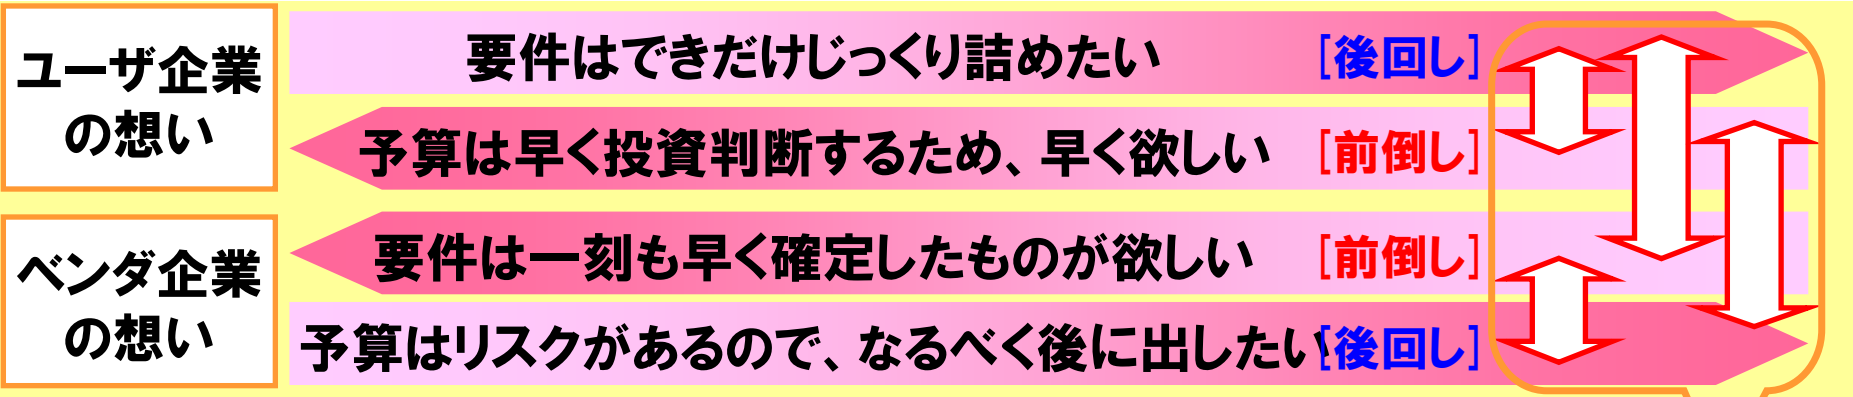 ユーザ企業
の想い
要件はできだけじっくり詰めたい [後回し]
予算は早く投資判断するため、早く欲しい [前倒し]
ベンダ企業
の想い
要件は一刻も早く確定したものが欲しい [前倒し]
予算はリスクがあるので、なるべく後に出したい [後回し]